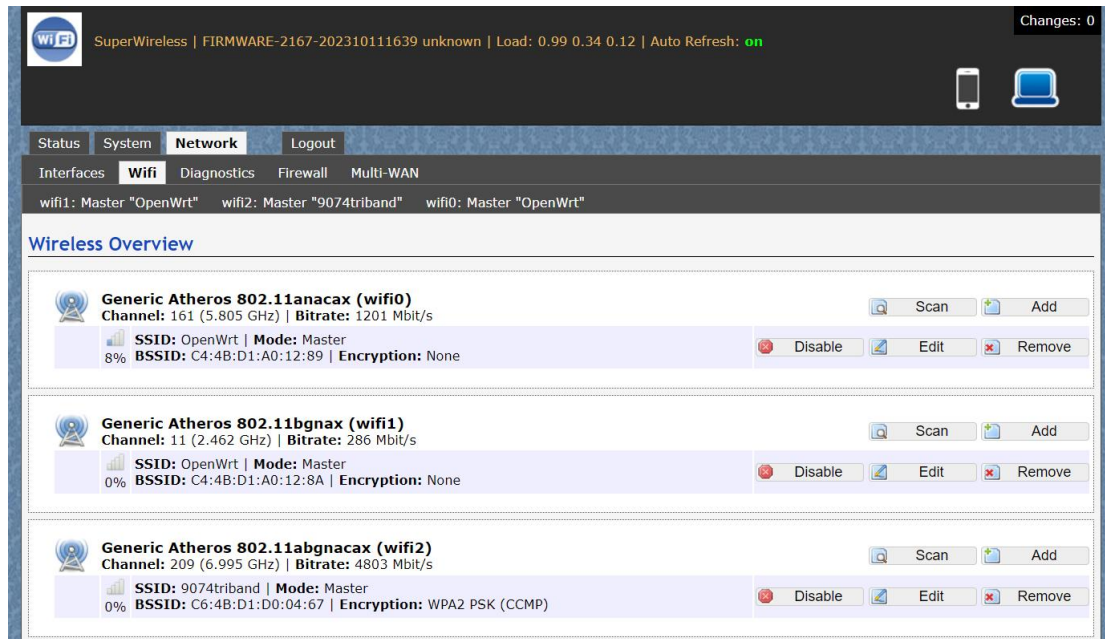 Changes: 0
WiFi
SuperWireless | FIRMWARE-2167-202310111639 unknown | Load: 0.99 0.34 0.12 | Auto Refresh: on
Status System Network Logout
Interfaces Wifi Diagnostics Firewall Multi-WAN
wifi1: Master "OpenWrt" wifi2: Master "9074triband" wifi0: Master "OpenWrt"
Wireless Overview
Generic Atheros 802.11anacax (wifi0)
Channel: 161 (5.805 GHz) | Bitrate: 1201 Mbit/s
Scan Add
SSID: OpenWrt | Mode: Master
8% BSSID: C4:4B:D1:A0:12:89 | Encryption: None
Disable Edit Remove
Generic Atheros 802.11bgnax (wifi1)
Channel: 11 (2.462 GHz) | Bitrate: 286 Mbit/s
Scan Add
SSID: OpenWrt | Mode: Master
0% BSSID: C4:4B:D1:A0:12:8A | Encryption: None
Disable Edit Remove
Generic Atheros 802.11abgnacax (wifi2)
Channel: 209 (6.995 GHz) | Bitrate: 4803 Mbit/s
Scan Add
SSID: 9074triband | Mode: Master
0% BSSID: C6:4B:D1:D0:04:67 | Encryption: WPA2 PSK (CCMP)
Disable Edit Remove